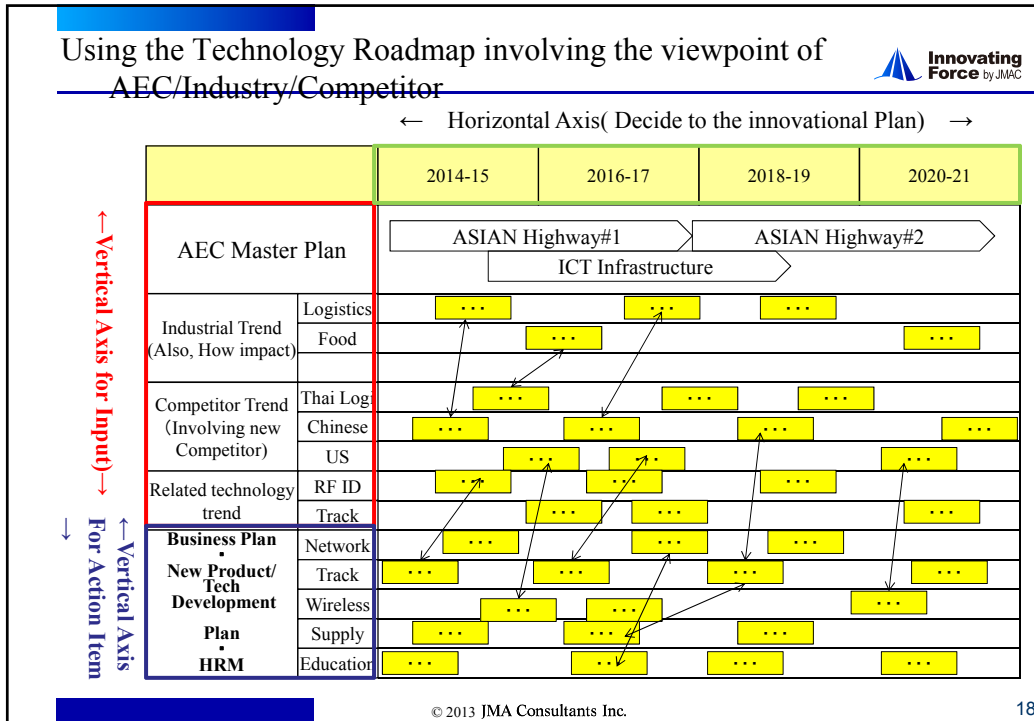 Using the Technology Roadmap involving the viewpoint of
AEC/Industry/Competitor
Innovating
Force by JMAC
← Horizontal Axis( Decide to the innovational Plan) →
2014-15 2016-17 2018-19 2020-21
←Vertical Axis for Input)→
AEC Master Plan
ASIAN Highway#1 ASIAN Highway#2
ICT Infrastructure
Industrial Trend
(Also, How impact)
Logistics ... ... ...
Food ... ...
Competitor Trend
(Involving new
Competitor)
Thai Logi ... ... ...
Chinese ... ... ... ...
US ... ... ...
Related technology
trend
RF ID ... ... ...
Track ... ... ...
←Vertical Axis
For Action Item
→
Business Plan
・
New Product/
Tech
Development
Plan
・
HRM
Network ... ... ...
Track ... ... ... ...
Wireless ... ... ...
Supply ... ... ...
Education ... ... ... ...
© 2013 JMA Consultants Inc.
18